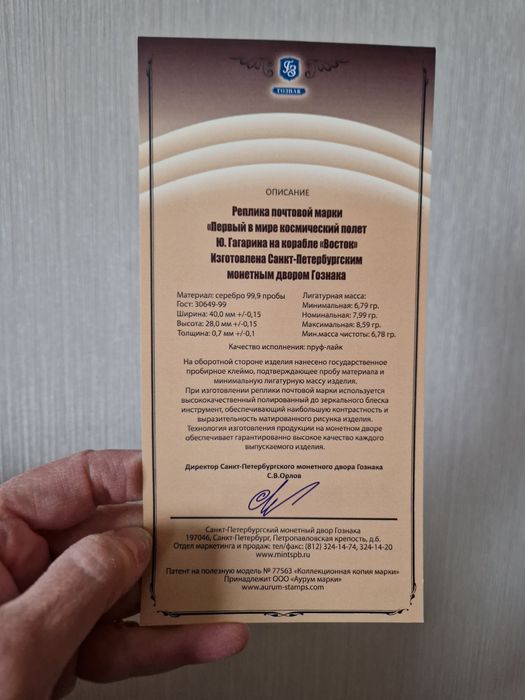 ГОЗНАК
ОПИСАНИЕ
Реплика почтовой марки
«Первый в мире космический полет
Ю. Гагарина на корабле «Восток»
Изготовлена Санкт-Петербургским
монетным двором Гознака
Материал: серебро 99,9 пробы
Гост: 30649-99
Ширина: 40,0 мм +/-0,15
Высота: 28,0 мм +/-0,15
Толщина: 0,7 мм +/-0,1
Лигатурная масса:
Минимальная: 6,79 гр.
Номинальная: 7,99 гр.
Максимальная: 8,59 гр.
Мин.масса чистоты: 6,78 гр.
Качество исполнения: пруф-лайк
На оборотной стороне изделия нанесено государственное
пробирное клеймо, подтверждающее пробу материала и
минимальную лигатурную массу изделия.
При изготовлении реплики почтовой марки используется
высококачественный полированный до зеркального блеска
инструмент, обеспечивающий наибольшую контрастность и
выразительность матированного рисунка изделия.
Технология изготовления продукции на монетном дворе
обеспечивает гарантированно высокое качество каждого
выпускаемого изделия.
Директор Санкт-Петербургского монетного двора Гознака
С.В.Орлов
Санкт-Петербургский монетный двор Гознака
197046, Санкт-Петербург, Петропавловская крепость, д.6.
Отдел маркетинга и продаж: тел/факс: (812) 324-14-74, 324-14-20
www.mintspb.ru
Патент на полезную модель № 77563 «Коллекционная копия марки»
Принадлежит ООО «Аурум марки»
www.aurum-stamps.com